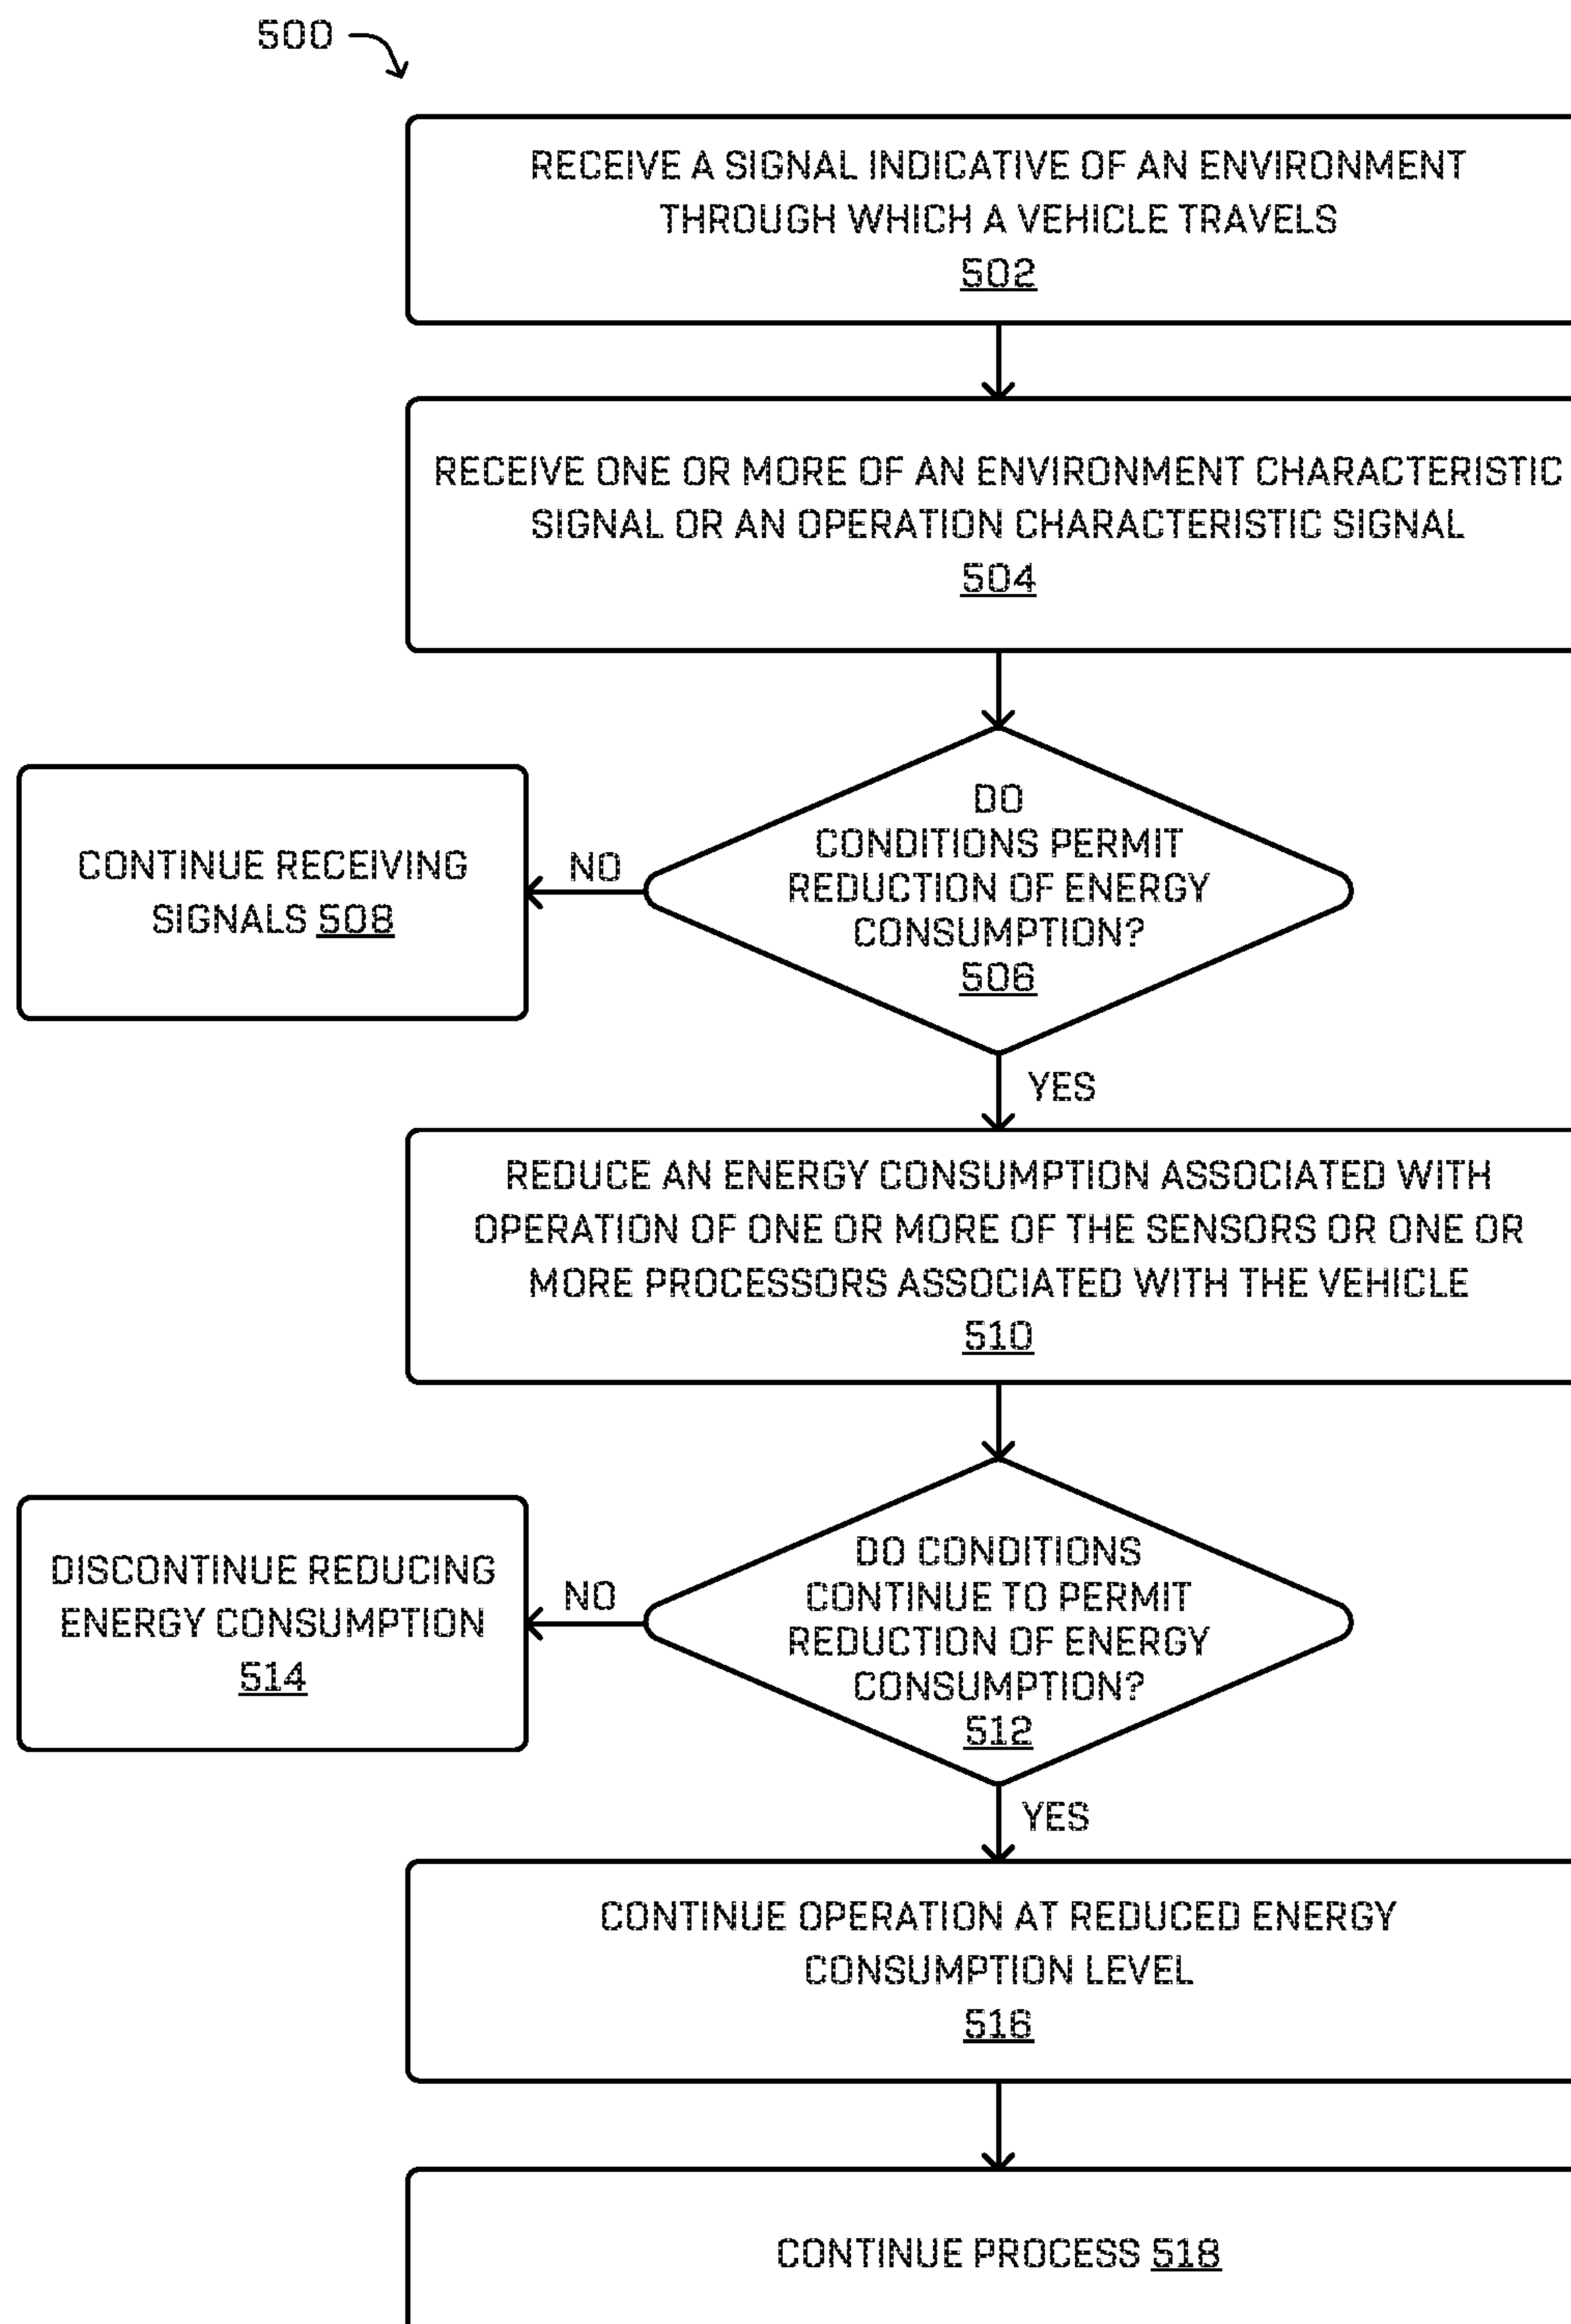 500
RECEIVE A SIGNAL INDICATIVE OF AN ENVIRONMENT
THROUGH WHICH A VEHICLE TRAVELS
502
RECEIVE ONE OR MORE OF AN ENVIRONMENT CHARACTERISTIC
SIGNAL OR AN OPERATION CHARACTERISTIC SIGNAL
504
DO
CONDITIONS PERMIT
REDUCTION OF ENERGY
CONSUMPTION?
506
NO
CONTINUE RECEIVING
SIGNALS 508
YES
REDUCE AN ENERGY CONSUMPTION ASSOCIATED WITH
OPERATION OF ONE OR MORE OF THE SENSORS OR ONE OR
MORE PROCESSORS ASSOCIATED WITH THE VEHICLE
510
DO CONDITIONS
CONTINUE TO PERMIT
REDUCTION OF ENERGY
CONSUMPTION?
512
NO
DISCONTINUE REDUCING
ENERGY CONSUMPTION
514
YES
CONTINUE OPERATION AT REDUCED ENERGY
CONSUMPTION LEVEL
516
CONTINUE PROCESS 518